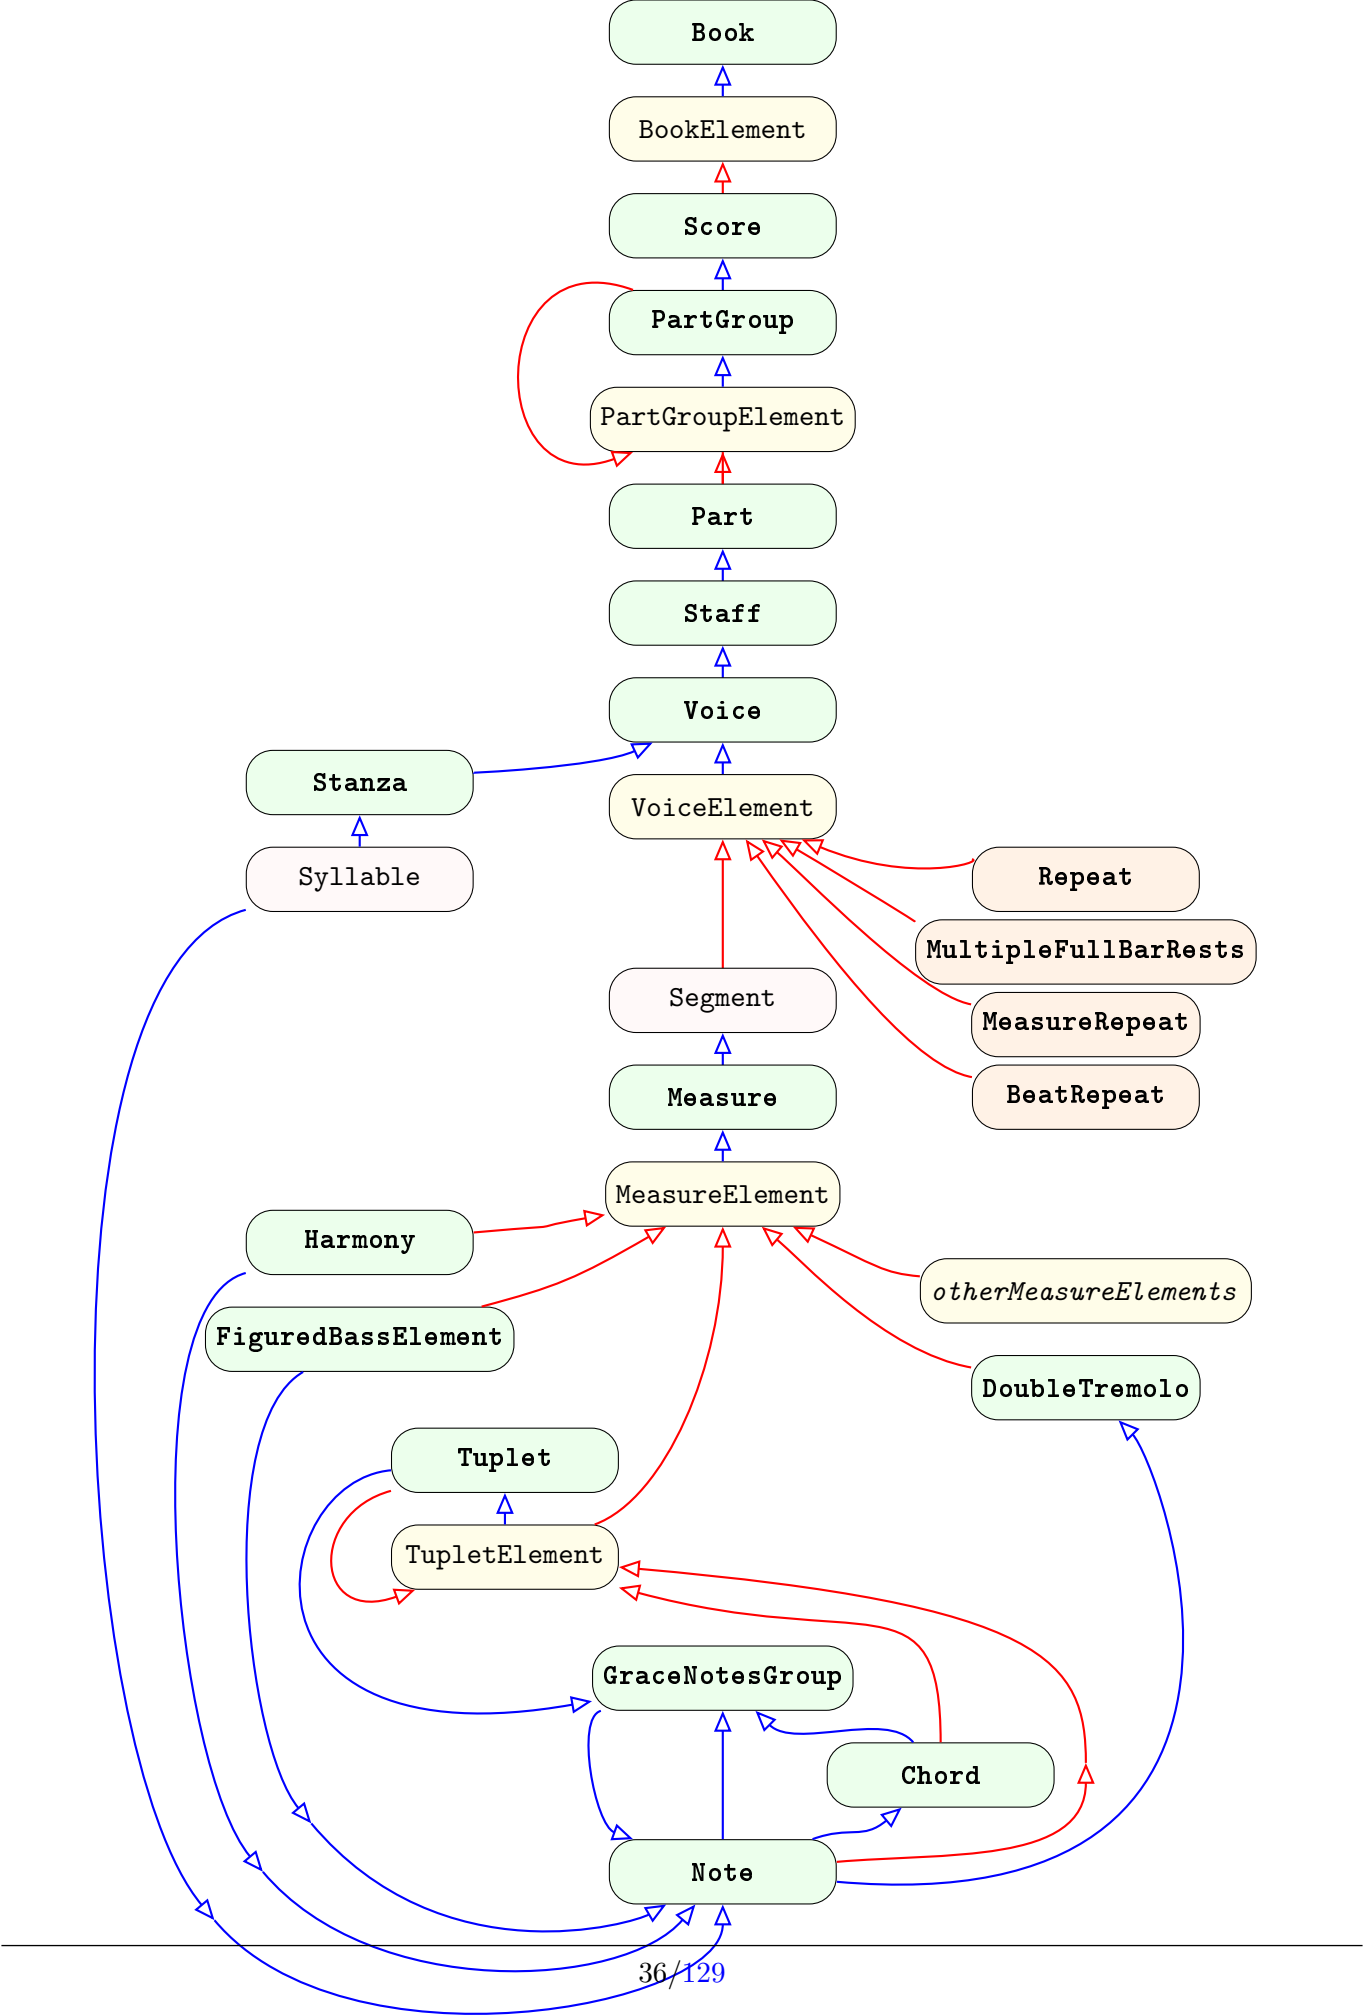 Book
BookElement
Score
PartGroup
PartGroupElement
Part
Staff
Voice
Stanza
VoiceElement
Syllable
Repeat
MultipleFullBarRests
Segment
MeasureRepeat
Measure
BeatRepeat
MeasureElement
Harmony
otherMeasureElements
FiguredBassElement
DoubleTremolo
Tuplet
TupletElement
GraceNotesGroup
Chord
Note
36/129